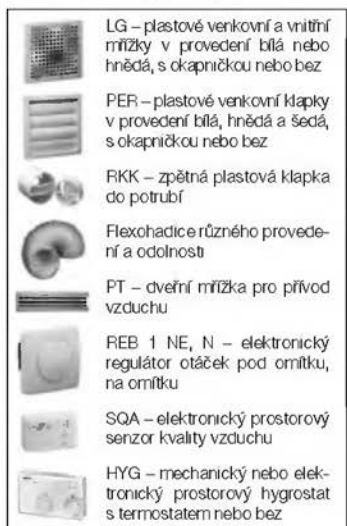 LG – plastové venkovní a vnitřní
mřížky v provedení bílá nebo
hnědá, s okapničkou nebo bez
PER – plastové venkovní klapky
v provedení bílá, hnědá a šedá,
s okapničkou nebo bez
RKK – zpětná plastová klapka
do potrubí
Flexohadice různého provede-
ní a odolnosti
PT – dveřní mřížka pro přívod
vzduchu
REB 1 NE, N – elektronický
regulátor otáček pod omítku,
na omítku
SQA – elektronický prostorový
senzor kvality vzduchu
HYG – mechanický nebo elek-
tronický prostorový hygrostat
s termostatem nebo bez